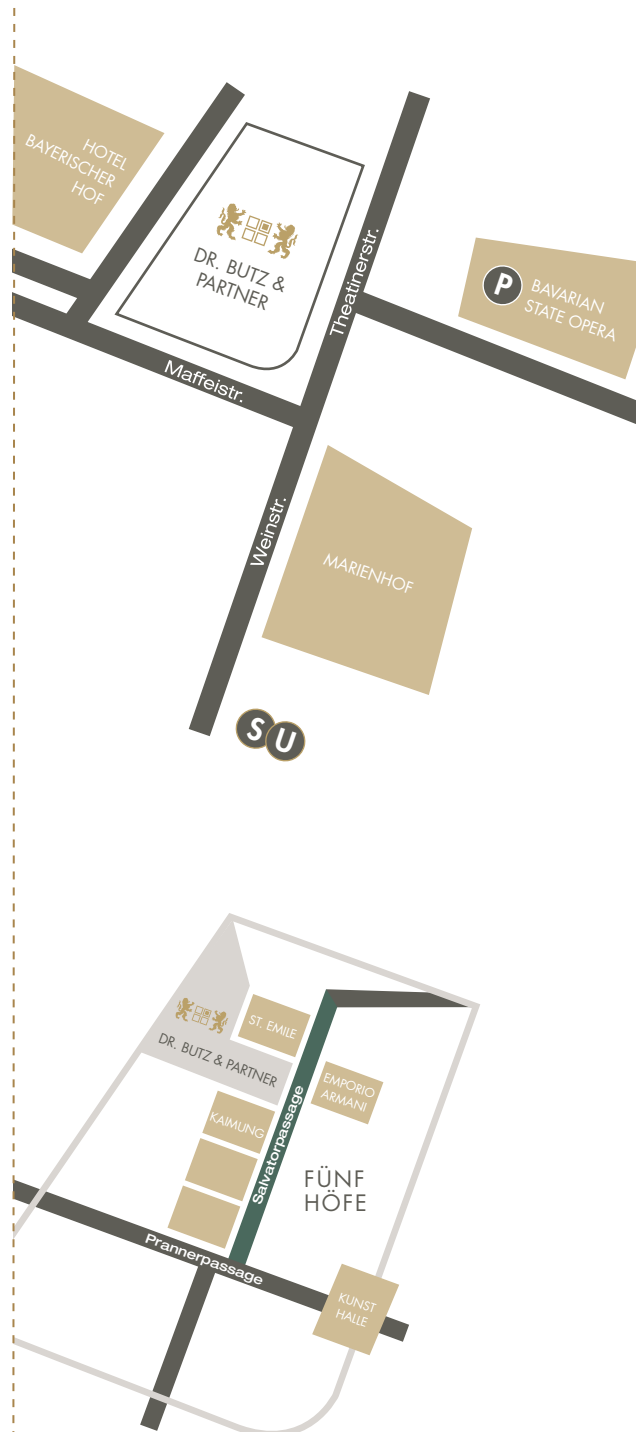 HOTEL
BAYERISCHER
HOF
DR. BUTZ &
PARTNER
Theatinerstr.
P
BAVARIAN
STATE OPERA
Maffeistr.
Weinstr.
MARIENHOF
S
U
ST. EMILE
DR. BUTZ & PARTNER
EMPORIO
ARMANI
KAIMUNG
Salvatorpassage
FÜNF
HÖFE
Prannerpassage
KUNST
HALLE